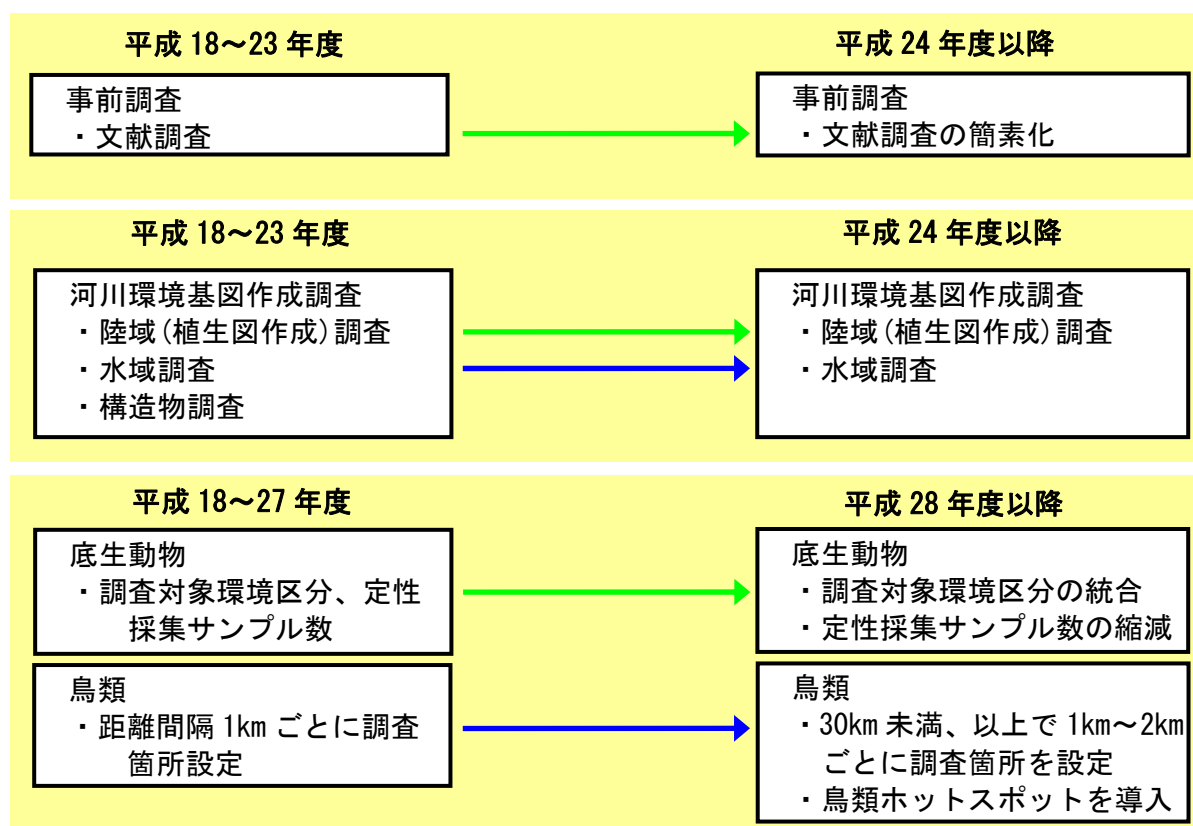 平成 18～23 年度
平成 24 年度以降
事前調査
・文献調査
事前調査
・文献調査の簡素化
平成 18～23 年度
平成 24 年度以降
河川環境基図作成調査
・陸域(植生図作成)調査
・水域調査
・構造物調査
河川環境基図作成調査
・陸域(植生図作成)調査
・水域調査
平成 18～27 年度
平成 28 年度以降
底生動物
・調査対象環境区分、定性
採集サンプル数
底生動物
・調査対象環境区分の統合
・定性採集サンプル数の縮減
鳥類
・距離間隔 1km ごとに調査
箇所設定
鳥類
・30km 未満、以上で 1km～2km
ごとに調査箇所を設定
・鳥類ホットスポットを導入